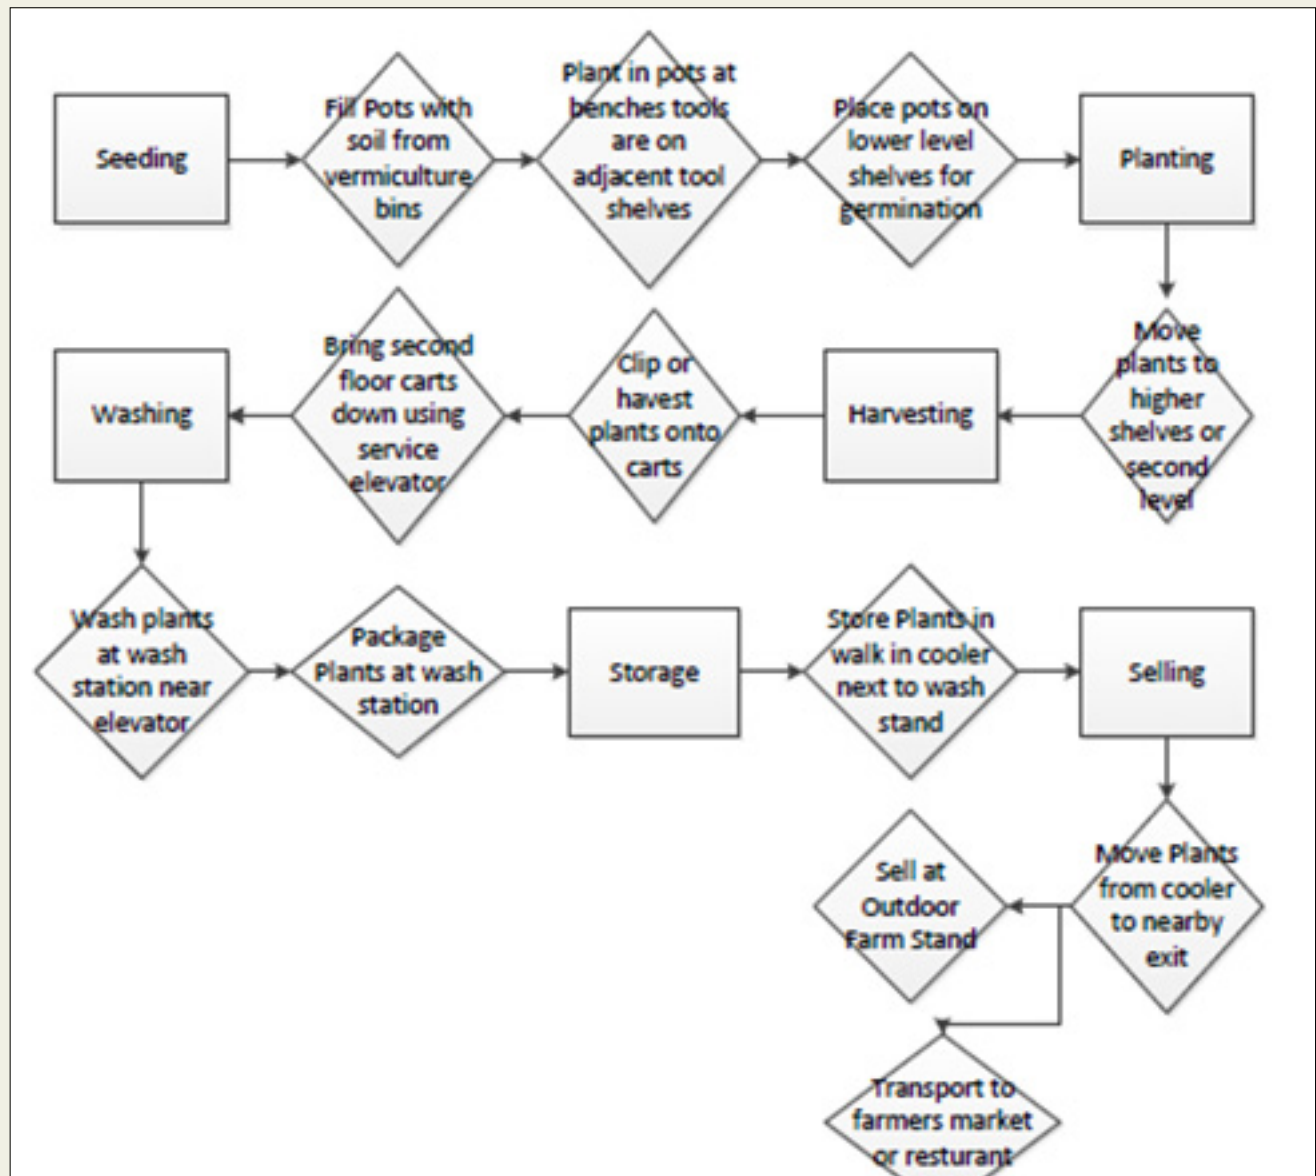 Seeding
Fill Pots with
soil from
vermiculture
bins
Plant in pots at
benches tools
are on
adjacent tool
shelves
Place pots on
lower level
shelves for
germination
Planting
Move
plants to
higher
shelves or
second
level
Harvesting
Clip or
havest
plants onto
carts
Bring second
floor carts
down using
service
elevator
Washing
Wash plants
at wash
station near
elevator
Package
Plants at wash
station
Storage
Store Plants in
walk in cooler
next to wash
stand
Selling
Move Plants
from cooler
to nearby
exit
Sell at
Outdoor
Farm Stand
Transport to
farmers market
or resturant